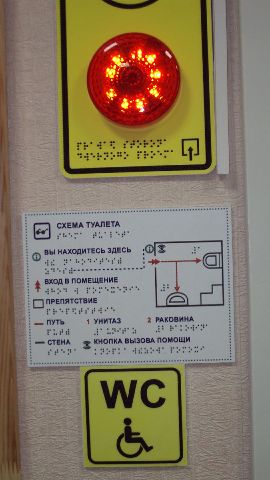 СХЕМА ТУАЛЕТА
ВЫ НАХОДИТЕСЬ ЗДЕСЬ
ВХОД В ПОМЕЩЕНИЕ
ПРЕПЯТСТВИЕ
ПУТЬ 1 УНИТАЗ 2 РАКОВИНА
СТЕНА КНОПКА ВЫЗОВА ПОМОЩИ
WC